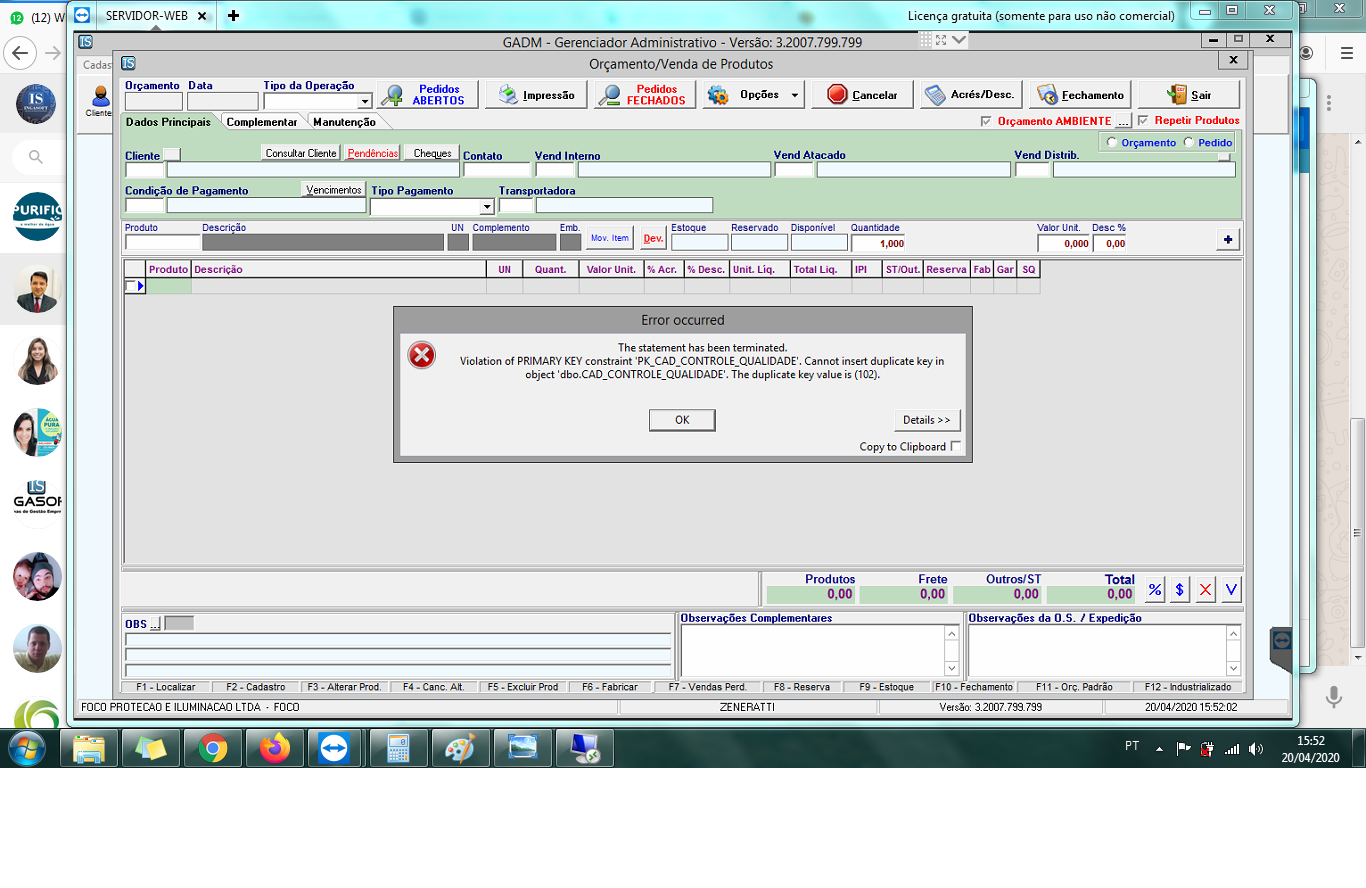 (12) W
SERVIDOR-WEB
Licença gratuita (somente para uso não comercial)
GADM - Gerenciador Administrativo - Versão: 3.2007.799.799
Cadas
Orçamento/Venda de Produtos
Cliente
Orçamento Data Tipo da Operação
Pedidos ABERTOS
Impressão
Pedidos FECHADOS
Opções
Cancelar
Acrés/Desc.
Fechamento
Sair
Dados Principais Complementar Manutenção
Orçamento AMBIENTE ... Repetir Produtos
Orçamento Pedido
Cliente Consultar Cliente Pendências Cheques Contato Vend Interno Vend Atacado Vend Distrib.
Condição de Pagamento Vencimentos Tipo Pagamento Transportadora
Produto Descrição UN Complemento Emb. Mov. Item Dev. Estoque Reservado Disponível Quantidade Valor Unit. Desc %
1,000 0,000 0,00
Produto Descrição UN Quant. Valor Unit. % Acr. % Desc. Unit. Liq. Total Liq. IPI ST/Out. Reserva Fab Gar SQ
Error occurred
The statement has been terminated.
Violation of PRIMARY KEY constraint 'PK_CAD_CONTROLE_QUALIDADE'. Cannot insert duplicate key in
object 'dbo.CAD_CONTROLE_QUALIDADE'. The duplicate key value is (102).
OK
Details >>
Copy to Clipboard
Produtos Frete Outros/ST Total
0,00 0,00 0,00 0,00
% $ X V
OBS ...
Observações Complementares
Observações da O.S. / Expedição
F1 - Localizar F2 - Cadastro F3 - Alterar Prod. F4 - Canc. Alt. F5 - Excluir Prod F6 - Fabricar F7 - Vendas Perd. F8 - Reserva F9 - Estoque F10 - Fechamento F11 - Orç. Padrão F12 - Industrializado
FOCO PROTECAO E ILUMINACAO LTDA - FOCO ZENERATTI Versão: 3.2007.799.799 20/04/2020 15:52:02
IS
INGASOFT
PURIFIC
ÁGUA
PURA
IS
GASOF
PT
15:52
20/04/2020